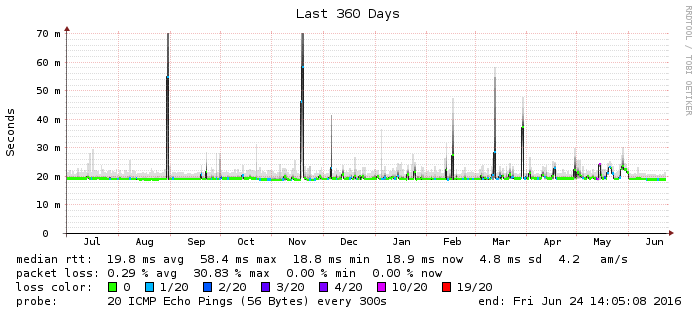 Last 360 Days
RRDTOOL / TOBI OETIKER
Seconds
70 m
60 m
50 m
40 m
30 m
20 m
10 m
0
Jul Aug Sep Oct Nov Dec Jan Feb Mar Apr May Jun
median rtt: 19.8 ms avg 58.4 ms max 18.8 ms min 18.9 ms now 4.8 ms sd 4.2 am/s
packet loss: 0.29 % avg 30.83 % max 0.00 % min 0.00 % now
loss color: 0 1/20 2/20 3/20 4/20 10/20 19/20
probe: 20 ICMP Echo Pings (56 Bytes) every 300s end: Fri Jun 24 14:05:08 2016